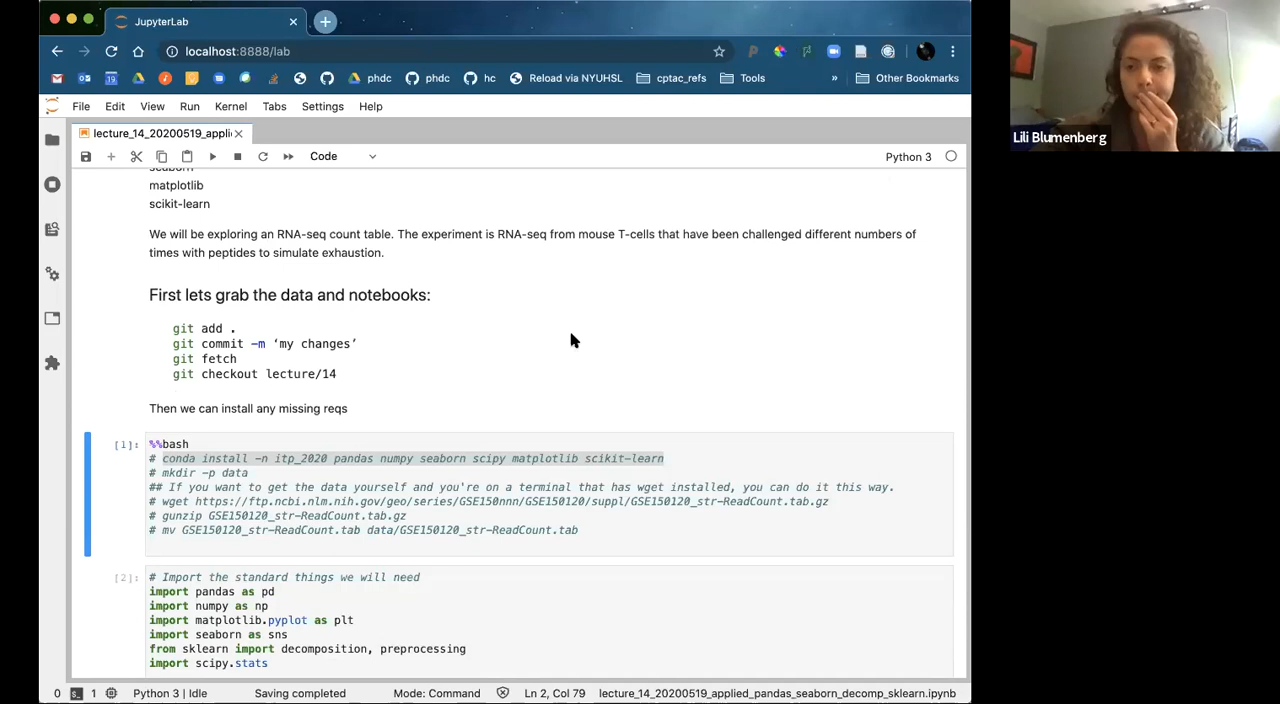 JupyterLab
localhost:8888/lab
phdc
phdc
hc
Reload via NYUHSL
cptac_refs
Tools
»
Other Bookmarks
File Edit View Run Kernel Tabs Settings Help
lecture_14_20200519_appli
Code
Python 3
seaborn
matplotlib
scikit-learn
We will be exploring an RNA-seq count table. The experiment is RNA-seq from mouse T-cells that have been challenged different numbers of
times with peptides to simulate exhaustion.
First lets grab the data and notebooks:
git add .
git commit -m ‘my changes’
git fetch
git checkout lecture/14
Then we can install any missing reqs
[1]:
%%bash
# conda install -n itp_2020 pandas numpy seaborn scipy matplotlib scikit-learn
# mkdir -p data
## If you want to get the data yourself and you're on a terminal that has wget installed, you can do it this way.
# wget https://ftp.ncbi.nlm.nih.gov/geo/series/GSE150nnn/GSE150120/suppl/GSE150120_str-ReadCount.tab.gz
# gunzip GSE150120_str-ReadCount.tab.gz
# mv GSE150120_str-ReadCount.tab data/GSE150120_str-ReadCount.tab
[2]:
# Import the standard things we will need
import pandas as pd
import numpy as np
import matplotlib.pyplot as plt
import seaborn as sns
from sklearn import decomposition, preprocessing
import scipy.stats
0 1 Python 3 | Idle Saving completed Mode: Command Ln 2, Col 79 lecture_14_20200519_applied_pandas_seaborn_decomp_sklearn.ipynb
Lili Blumenberg